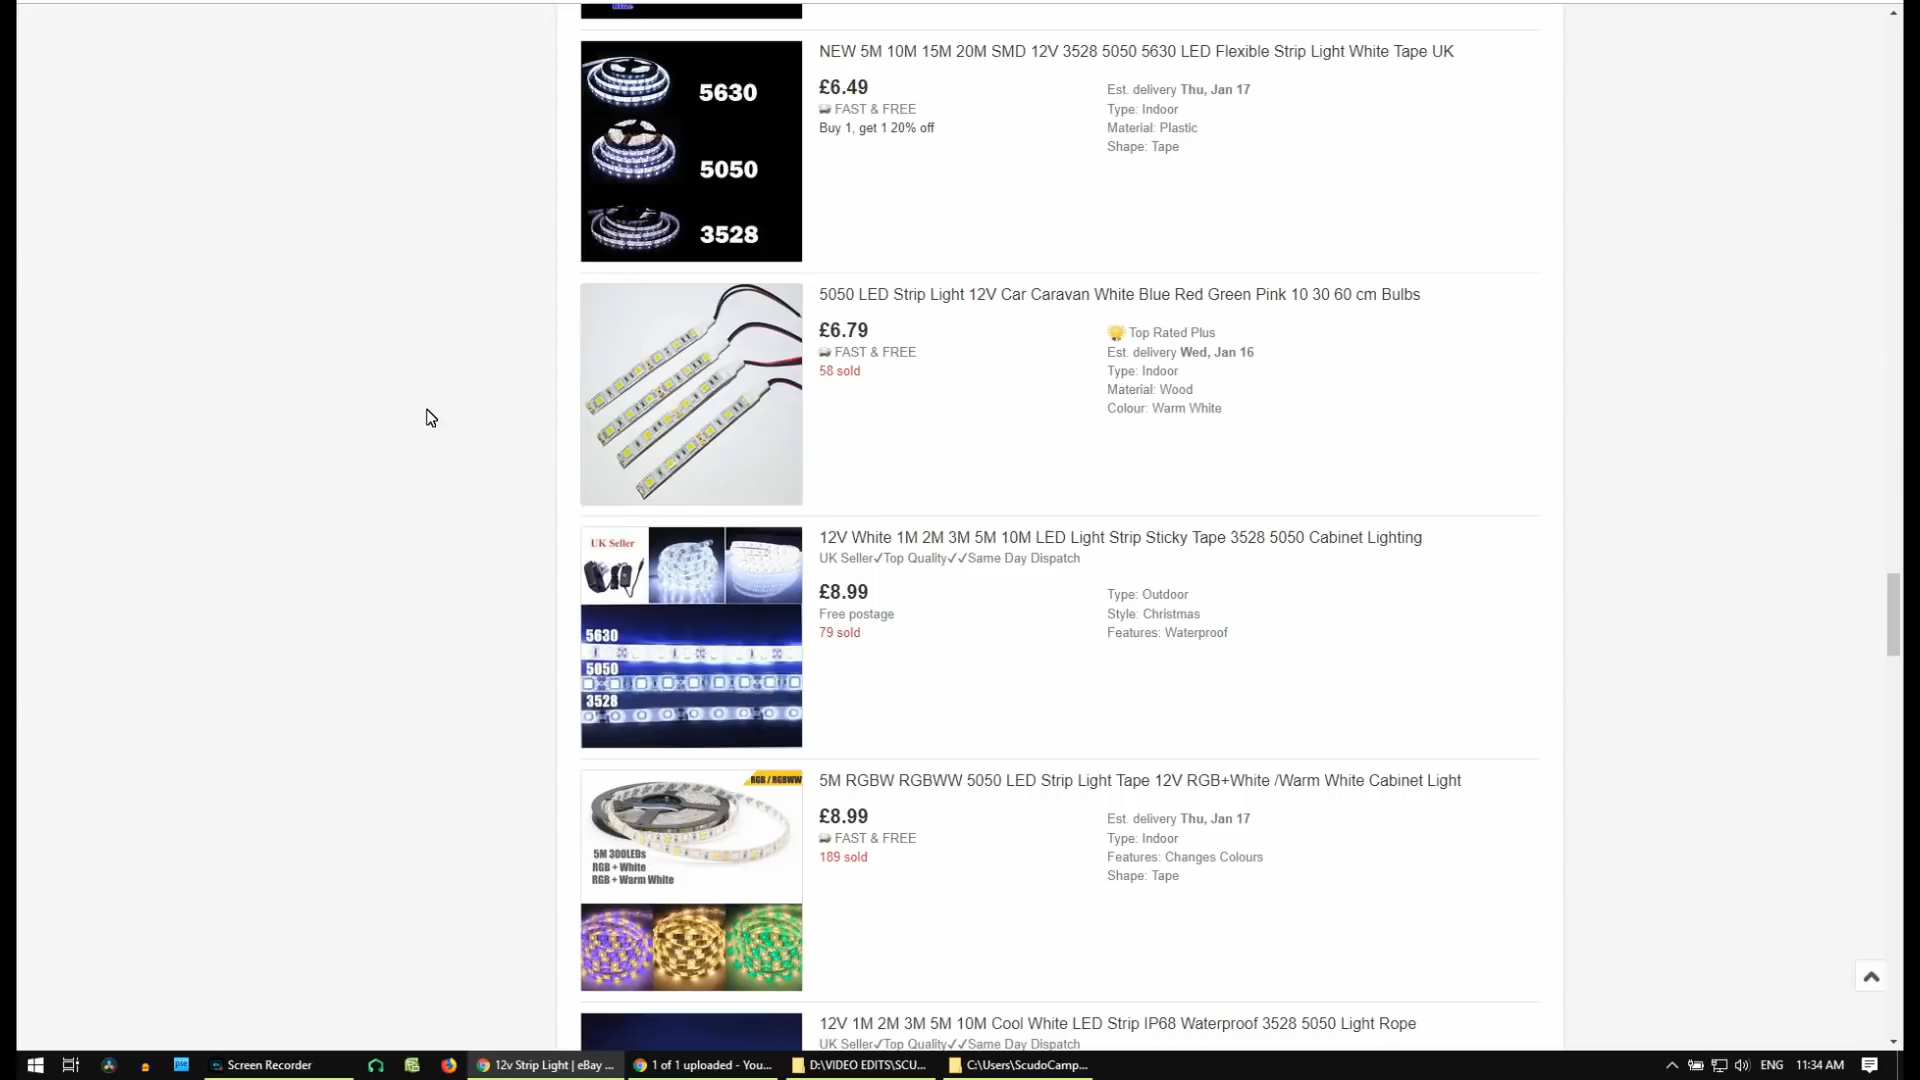 NEW 5M 10M 15M 20M SMD 12V 3528 5050 5630 LED Flexible Strip Light White Tape UK
5630
5050
3528
£6.49
FAST & FREE
Buy 1, get 1 20% off
Est. delivery Thu, Jan 17
Type: Indoor
Material: Plastic
Shape: Tape
5050 LED Strip Light 12V Car Caravan White Blue Red Green Pink 10 30 60 cm Bulbs
£6.79
FAST & FREE
58 sold
Top Rated Plus
Est. delivery Wed, Jan 16
Type: Indoor
Material: Wood
Colour: Warm White
UK Seller
5630
5050
3528
12V White 1M 2M 3M 5M 10M LED Light Strip Sticky Tape 3528 5050 Cabinet Lighting
UK Seller✓Top Quality✓✓Same Day Dispatch
£8.99
Free postage
79 sold
Type: Outdoor
Style: Christmas
Features: Waterproof
RGB / RGBWW
5M 300LEDs
RGB + White
RGB + Warm White
5M RGBW RGBWW 5050 LED Strip Light Tape 12V RGB+White /Warm White Cabinet Light
£8.99
FAST & FREE
189 sold
Est. delivery Thu, Jan 17
Type: Indoor
Features: Changes Colours
Shape: Tape
12V 1M 2M 3M 5M 10M Cool White LED Strip IP68 Waterproof 3528 5050 Light Rope
UK Seller✓Top Quality✓✓Same Day Dispatch
Screen Recorder
12v Strip Light | eBay ...
1 of 1 uploaded - You...
D:\VIDEO EDITS\SCU...
C:\Users\ScudoCamp...
ENG
11:34 AM